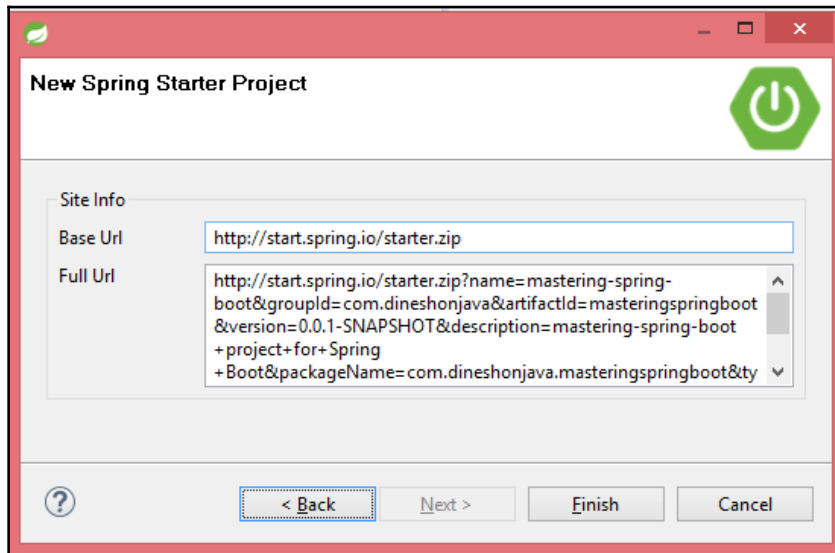 New Spring Starter Project
Site Info
Base Url
http://start.spring.io/starter.zip
Full Url
http://start.spring.io/starter.zip?name=mastering-spring-
boot&groupId=com.dineshonjava&artifactId=masteringspringboot
&version=0.0.1-SNAPSHOT&description=mastering-spring-boot
+project+for+Spring
+Boot&packageName=com.dineshonjava.masteringspringboot&ty
?
< Back
Next >
Finish
Cancel